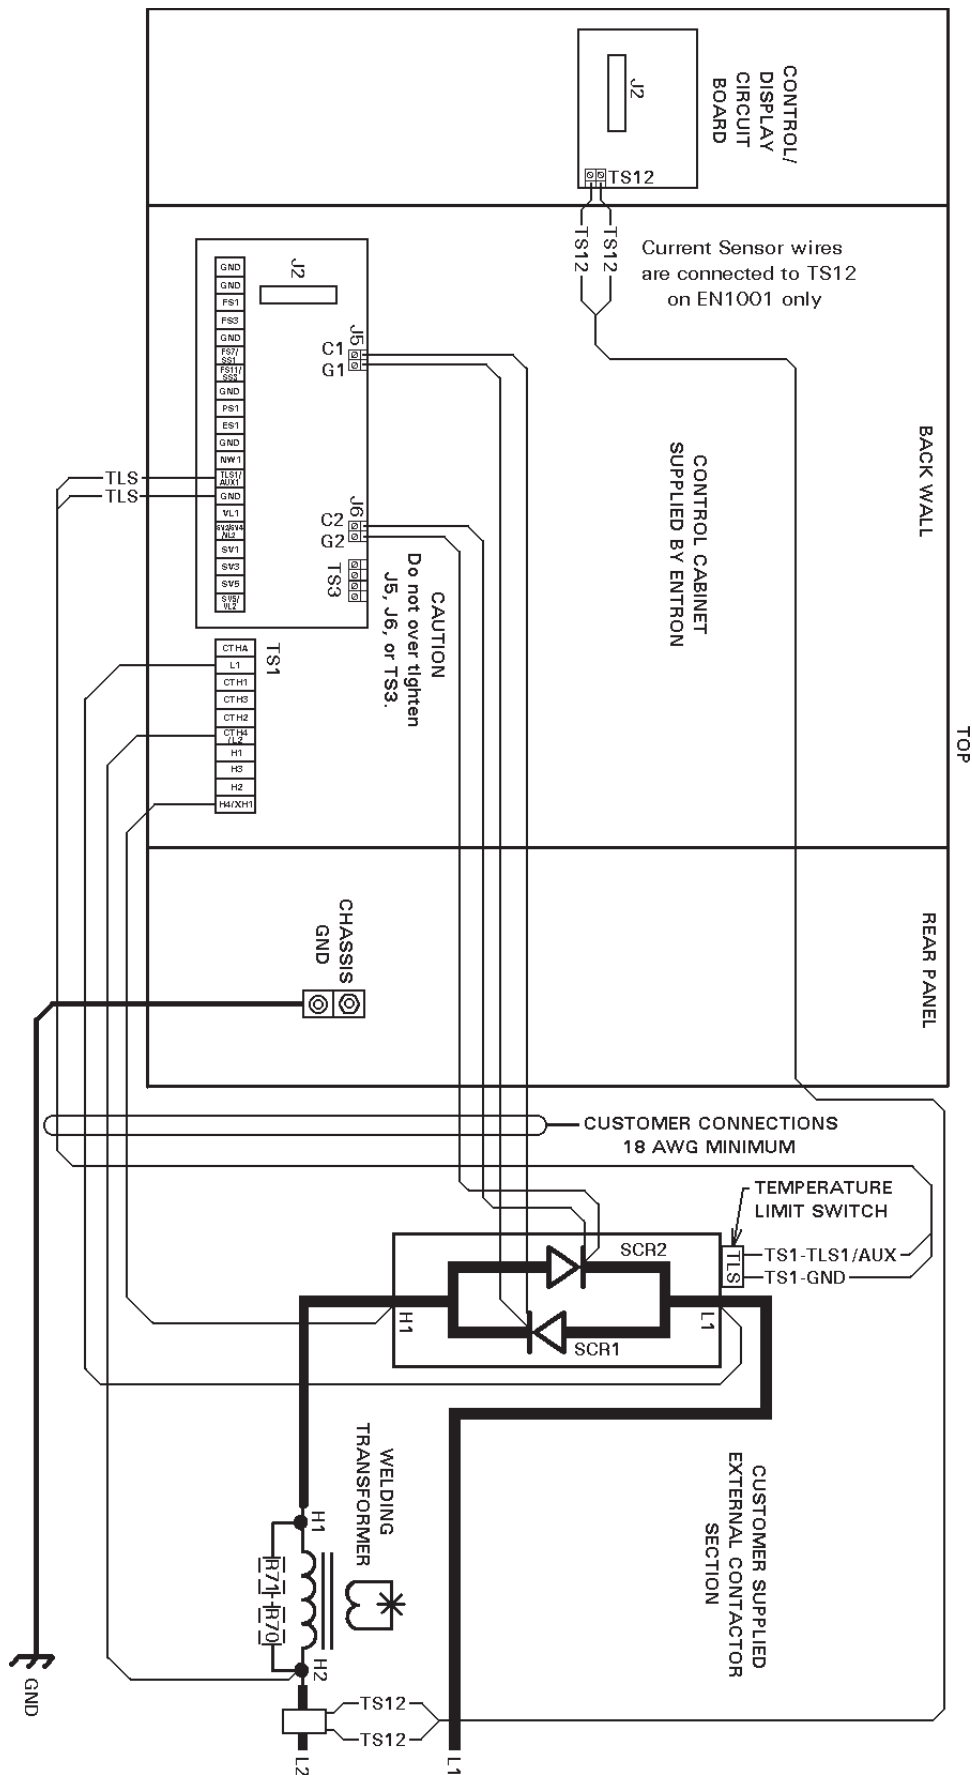 CONTROL/
DISPLAY
CIRCUIT
BOARD
J2
TS12
TS12
TS12
Current Sensor wires
are connected to TS12
on EN1001 only
BACK WALL
CONTROL CABINET
SUPPLIED BY ENTRON
J2
GND
GND
FS1
FS3
GND
FS7/
SS1
FS11/
SS3
GND
PS1
ES1
GND
NW1
TLS1/
AUX1
GND
VL1
/VL2
SV1
SV3
SV5
SV5/
VL2
J5
C1
G1
J6
C2
G2
TS3
TLS
TLS
CAUTION
Do not over tighten
J5, J6, or TS3.
TS1
CTHA
L1
CTH1
CTH3
CTH2
CTH4
/L2
H1
H3
H2
H4/XH1
TOP
REAR PANEL
CHASSIS
GND
CUSTOMER CONNECTIONS
18 AWG MINIMUM
TEMPERATURE
LIMIT SWITCH
TLS
TS1-TLS1/AUX
TS1-GND
SCR2
SCR1
H1
L1
CUSTOMER SUPPLIED
EXTERNAL CONTACTOR
SECTION
WELDING
TRANSFORMER
H1
R71
R70
H2
TS12
TS12
GND
L2
L1